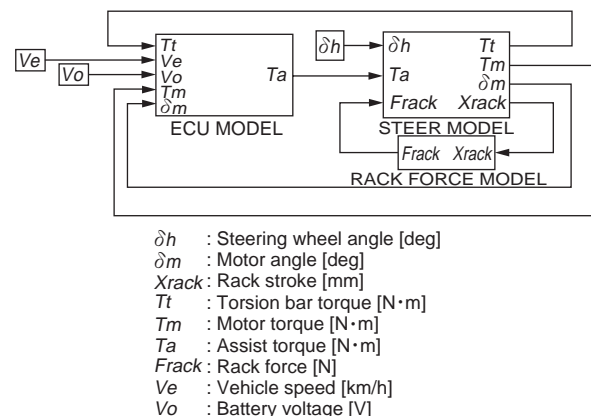 Tt
Ve
Vo
Tm
δm
Ta
ECU MODEL
Ve
Vo
δh
δh
Ta
Frack
Tt
Tm
δm
Xrack
STEER MODEL
Frack Xrack
RACK FORCE MODEL
δh : Steering wheel angle [deg]
δm : Motor angle [deg]
Xrack : Rack stroke [mm]
Tt : Torsion bar torque [N·m]
Tm : Motor torque [N·m]
Ta : Assist torque [N·m]
Frack : Rack force [N]
Ve : Vehicle speed [km/h]
Vo : Battery voltage [V]